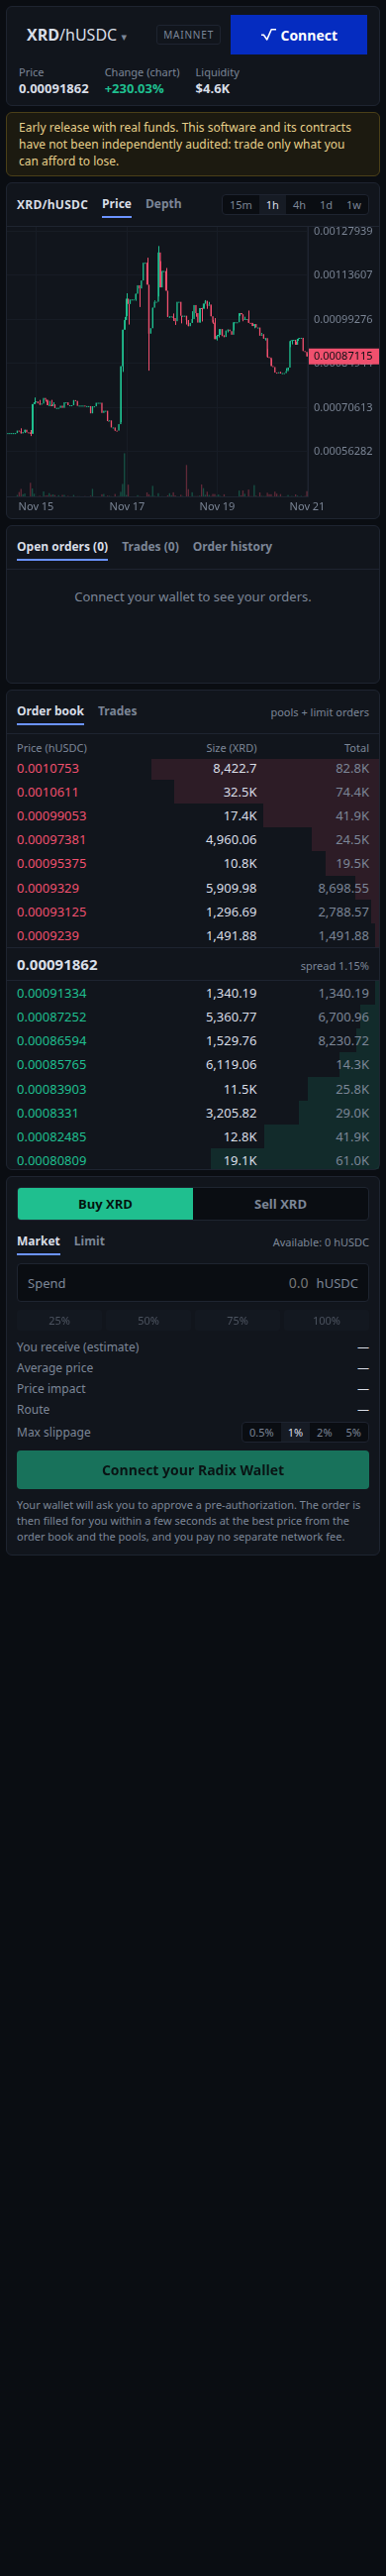 XRD/hUSDC ▾
MAINNET
Connect
Price Change (chart) Liquidity
0.00091862 +230.03% $4.6K
Early release with real funds. This software and its contracts
have not been independently audited: trade only what you
can afford to lose.
XRD/hUSDC Price Depth 15m 1h 4h 1d 1w
0.00127939
0.00113607
0.00099276
0.00087115
0.00070613
0.00056282
Nov 15 Nov 17 Nov 19 Nov 21
Open orders (0) Trades (0) Order history
Connect your wallet to see your orders.
Order book Trades pools + limit orders
Price (hUSDC) Size (XRD) Total
0.0010753 8,422.7 82.8K
0.0010611 32.5K 74.4K
0.00099053 17.4K 41.9K
0.00097381 4,960.06 24.5K
0.00095375 10.8K 19.5K
0.0009329 5,909.98 8,698.55
0.00093125 1,296.69 2,788.57
0.0009239 1,491.88 1,491.88
0.00091862 spread 1.15%
0.00091334 1,340.19 1,340.19
0.00087252 5,360.77 6,700.96
0.00086594 1,529.76 8,230.72
0.00085765 6,119.06 14.3K
0.00083903 11.5K 25.8K
0.0008331 3,205.82 29.0K
0.00082485 12.8K 41.9K
0.00080809 19.1K 61.0K
Buy XRD Sell XRD
Market Limit Available: 0 hUSDC
Spend 0.0 hUSDC
25% 50% 75% 100%
You receive (estimate) —
Average price —
Price impact —
Route —
Max slippage 0.5% 1% 2% 5%
Connect your Radix Wallet
Your wallet will ask you to approve a pre-authorization. The order is
then filled for you within a few seconds at the best price from the
order book and the pools, and you pay no separate network fee.